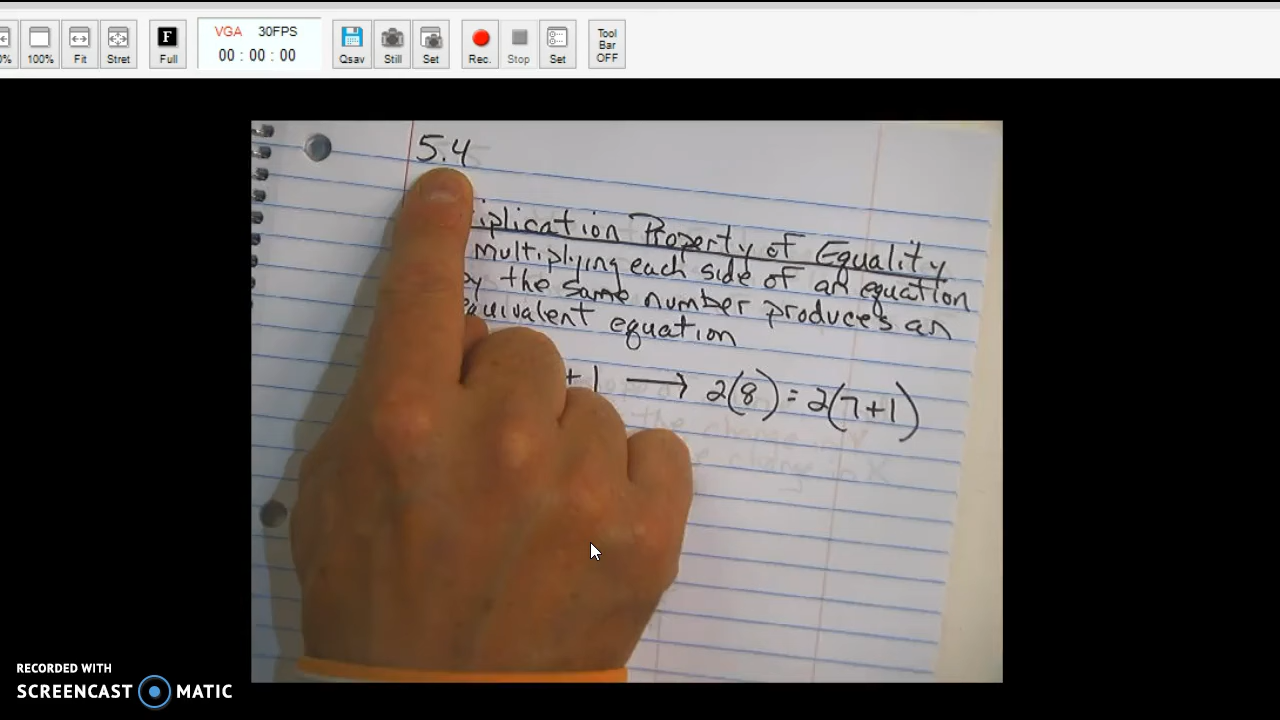 VGA 30FPS
00 : 00 : 00
100% Fit Stret Full Qsav Still Set Rec. Stop Set Tool Bar OFF
5.4
iplication Property of Equality
Multiplying each side of an equation
by the same number produces an
equivalent equation
+1 → 2(8) = 2(7+1)
RECORDED WITH
SCREENCAST MATIC